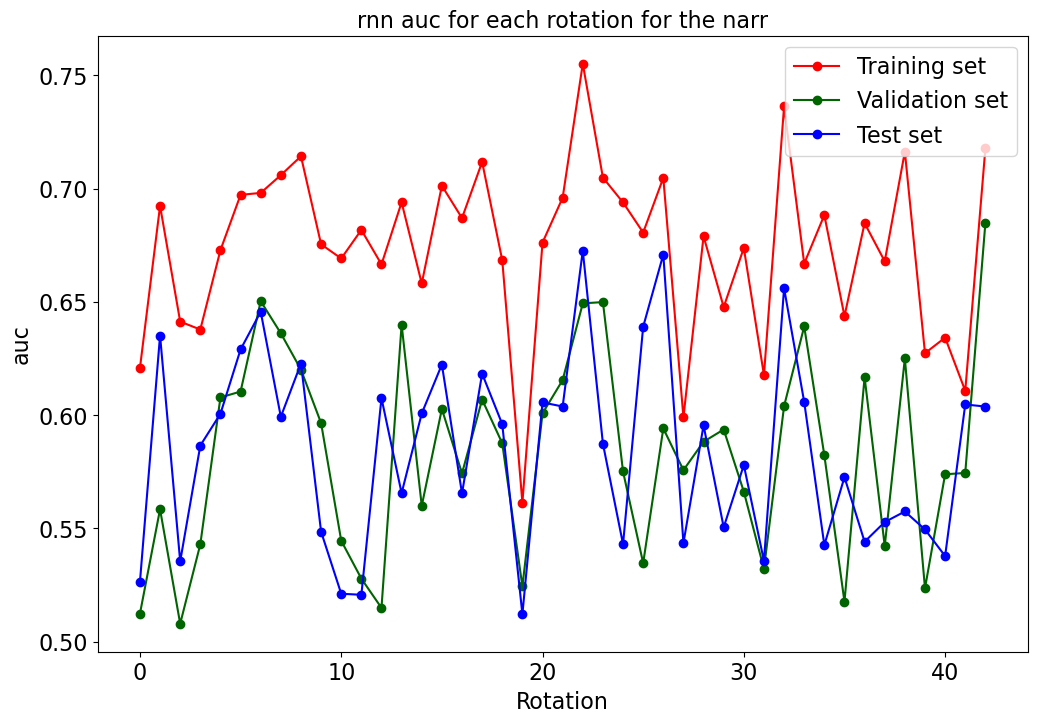 rnn auc for each rotation for the narr
Training set
Validation set
Test set
0.75
0.70
0.65
0.60
0.55
0.50
auc
0
10
20
30
40
Rotation